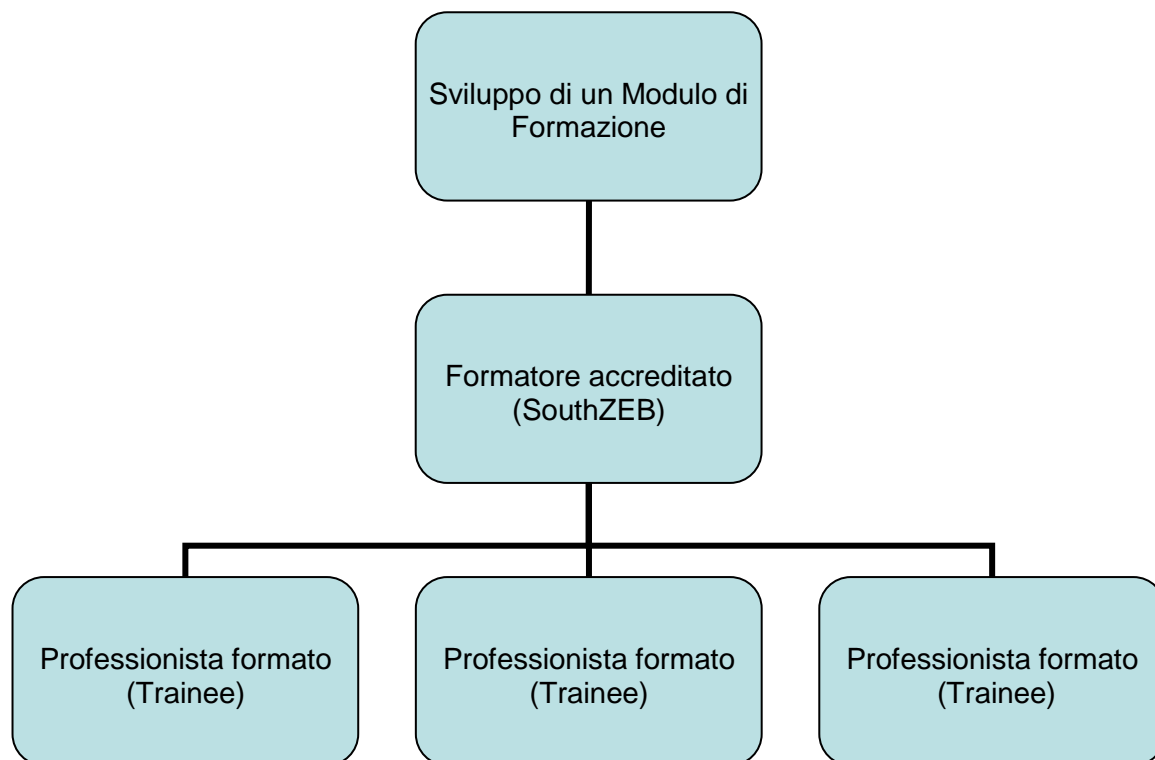 Sviluppo di un Modulo di
Formazione
Formatore accreditato
(SouthZEB)
Professionista formato
(Trainee)
Professionista formato
(Trainee)
Professionista formato
(Trainee)